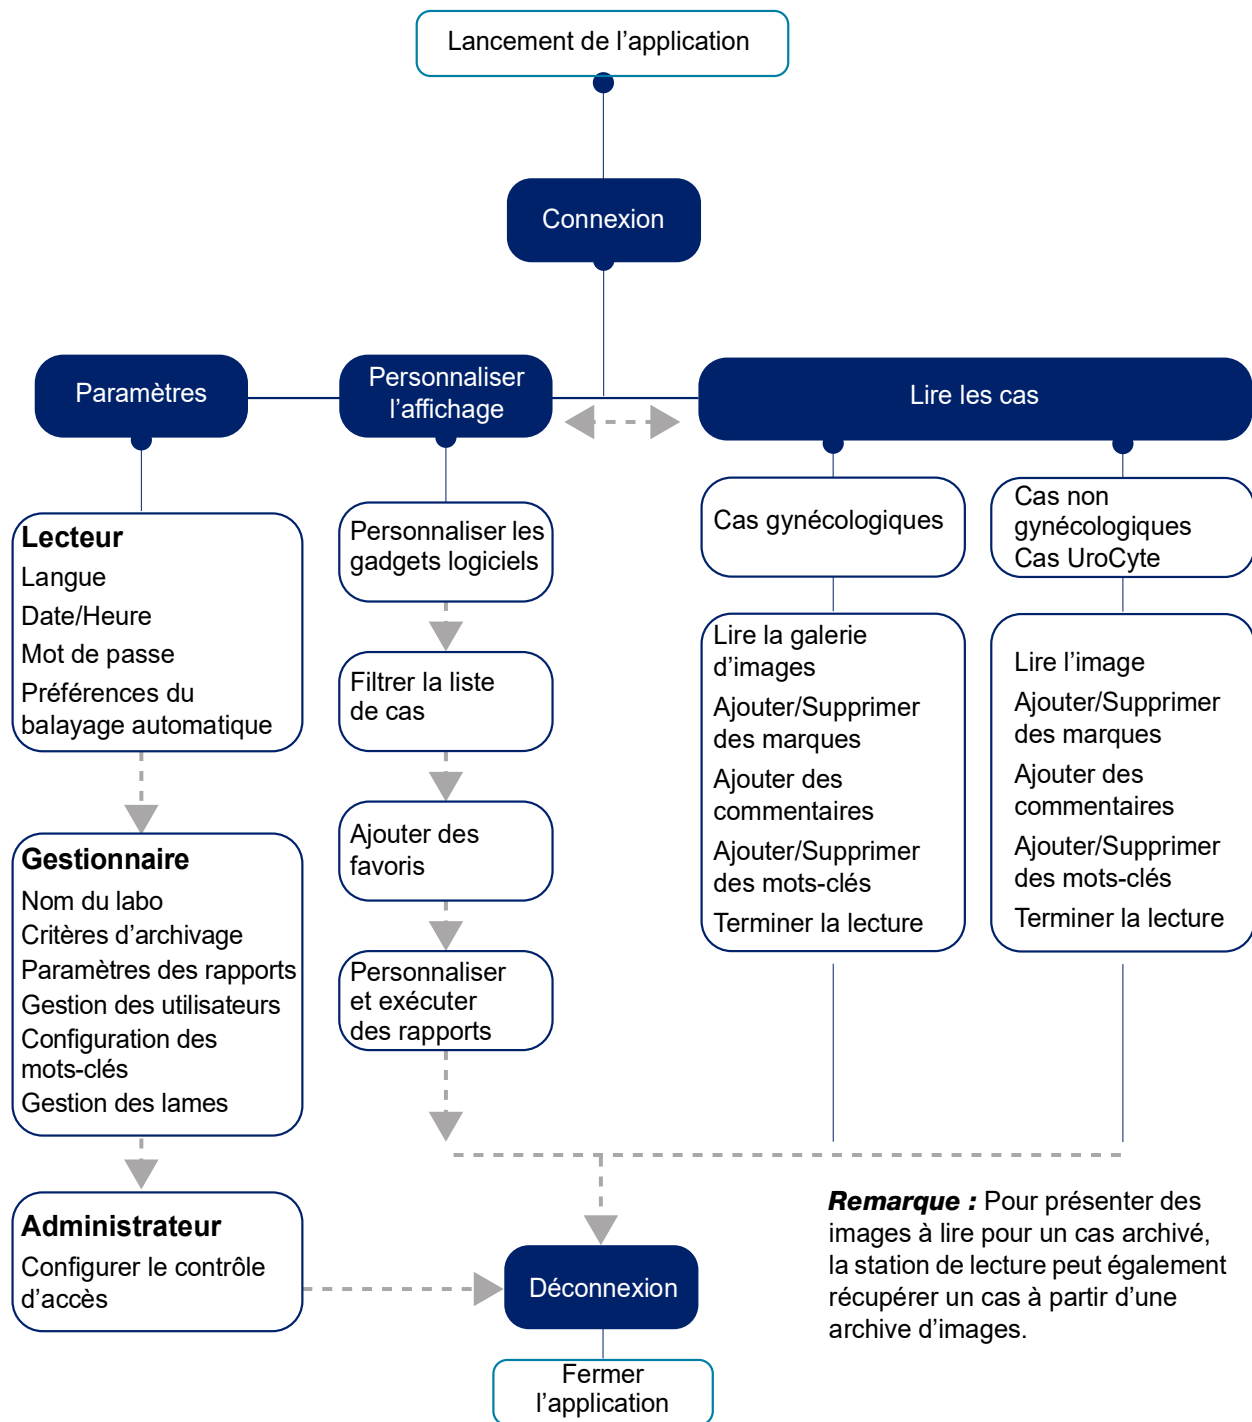 Lancement de l’application
Connexion
Paramètres
Personnaliser
l’affichage
Lire les cas
Lecteur
Langue
Date/Heure
Mot de passe
Préférences du
balayage automatique
Gestionnaire
Nom du labo
Critères d’archivage
Paramètres des rapports
Gestion des utilisateurs
Configuration des
mots-clés
Gestion des lames
Administrateur
Configurer le contrôle
d’accès
Personnaliser les
gadgets logiciels
Filtrer la liste
de cas
Ajouter des
favoris
Personnaliser
et exécuter
des rapports
Cas gynécologiques
Lire la galerie
d’images
Ajouter/Supprimer
des marques
Ajouter des
commentaires
Ajouter/Supprimer
des mots-clés
Terminer la lecture
Cas non
gynécologiques
Cas UroCyte
Lire l’image
Ajouter/Supprimer
des marques
Ajouter des
commentaires
Ajouter/Supprimer
des mots-clés
Terminer la lecture
Remarque : Pour présenter des
images à lire pour un cas archivé,
la station de lecture peut également
récupérer un cas à partir d’une
archive d’images.
Déconnexion
Fermer
l’application